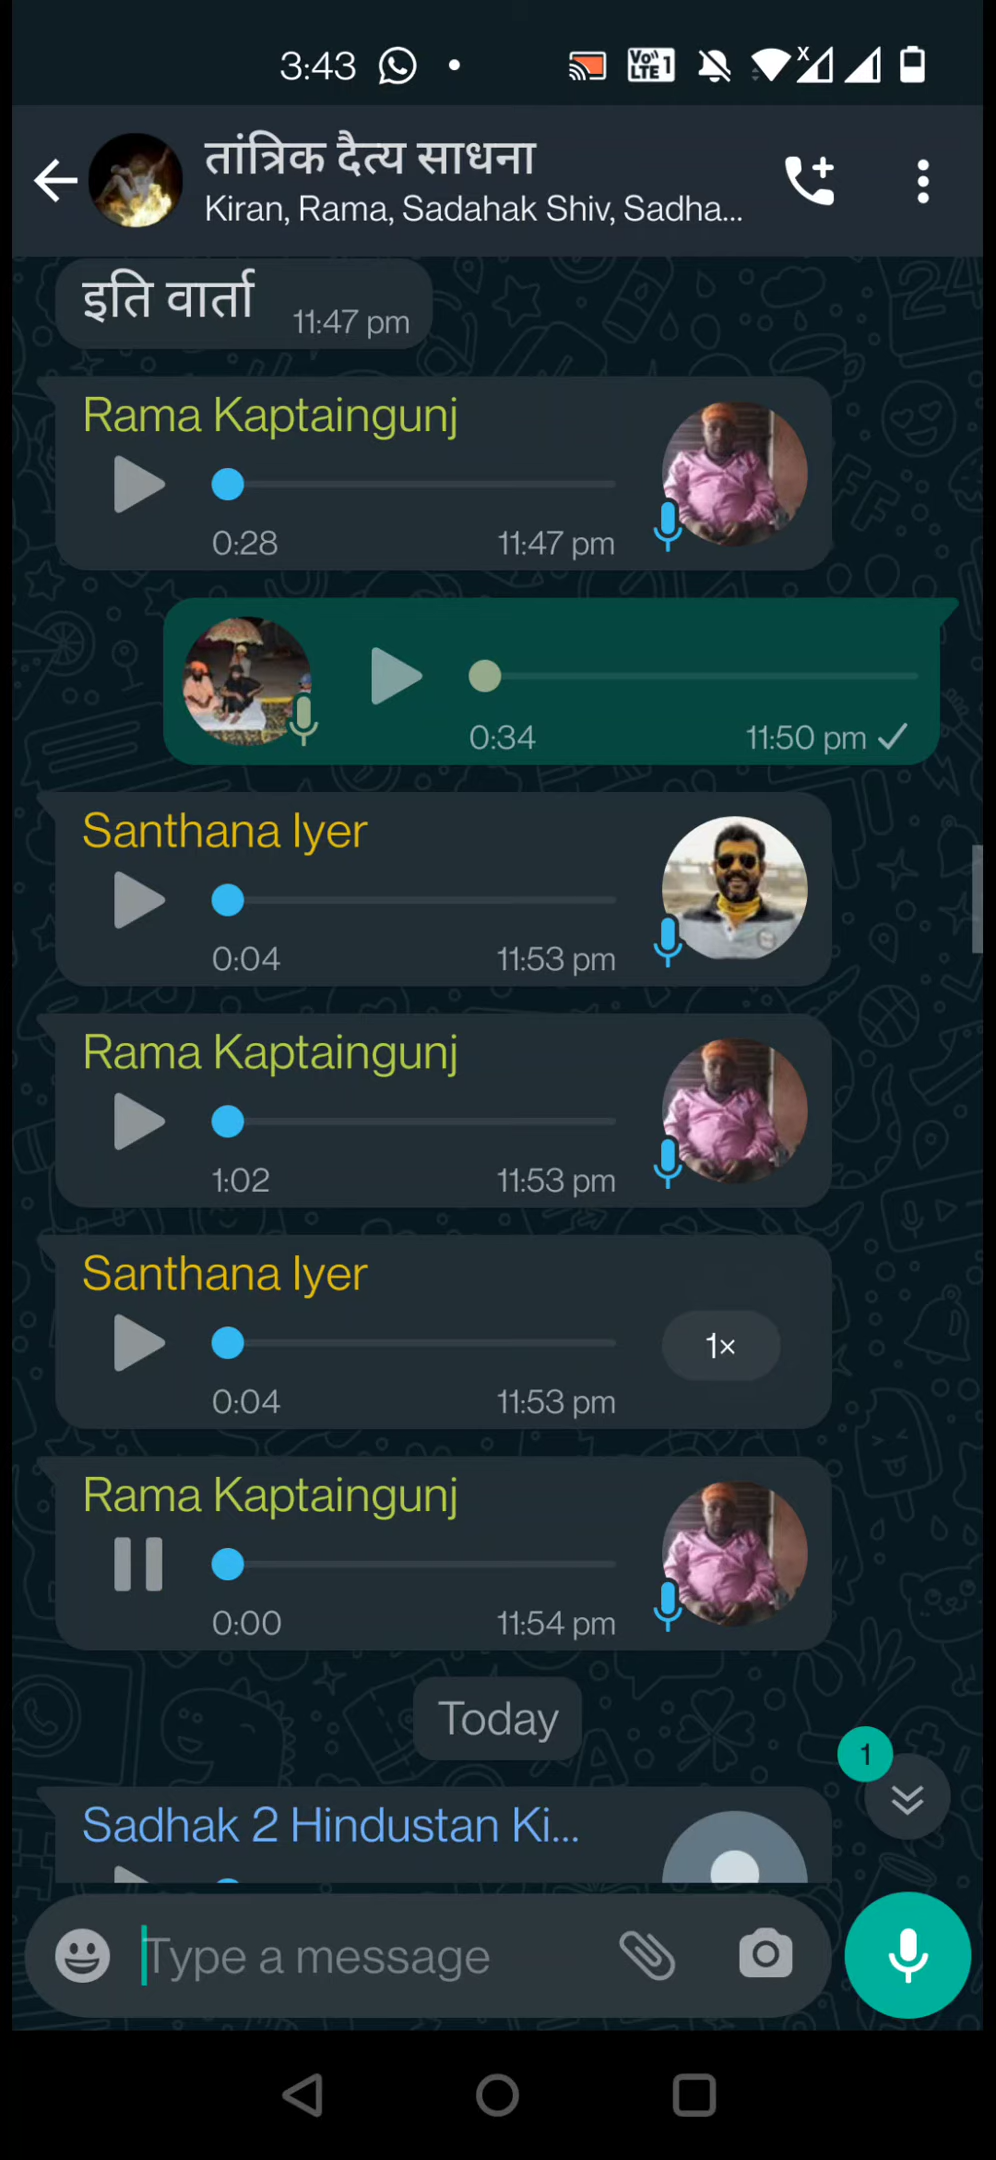 3:43 Vo)) LTE 1 x
तांत्रिक दैत्य साधना
Kiran, Rama, Sadahak Shiv, Sadha...
इति वार्ता 11:47 pm
Rama Kaptaingunj
0:28 11:47 pm
0:34 11:50 pm
Santhana Iyer
0:04 11:53 pm
Rama Kaptaingunj
1:02 11:53 pm
Santhana Iyer
1×
0:04 11:53 pm
Rama Kaptaingunj
0:00 11:54 pm
Today
1
Sadhak 2 Hindustan Ki...
Type a message